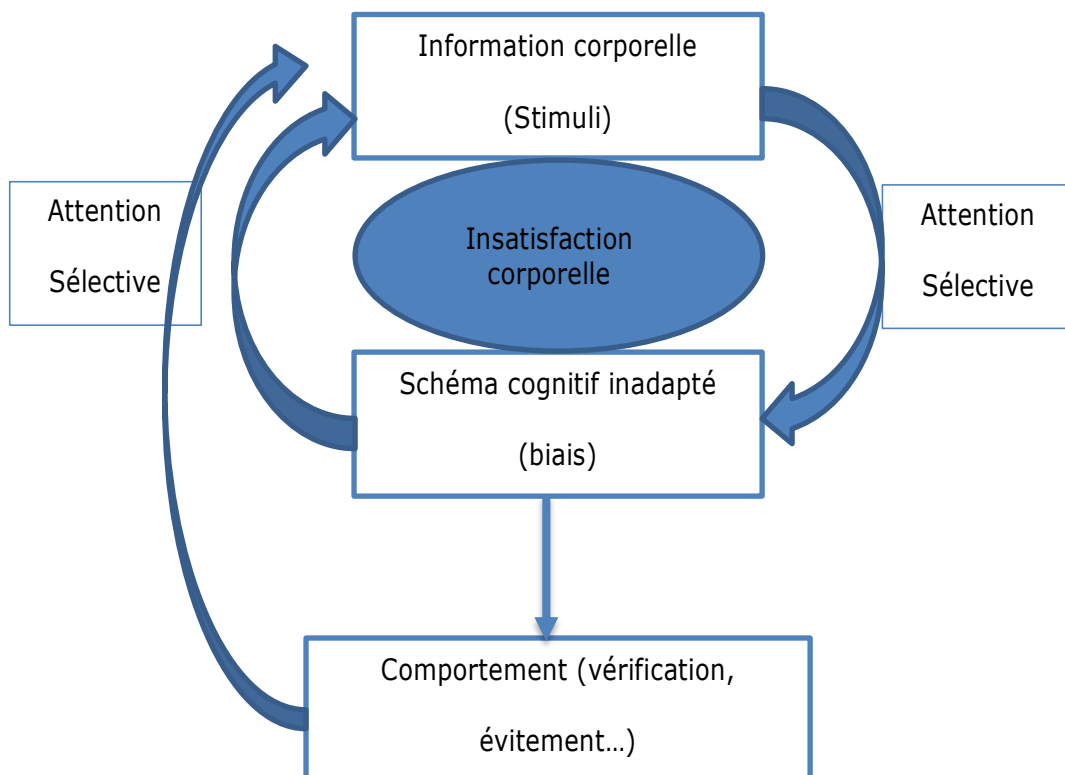 Information corporelle
(Stimuli)
Attention
Sélective
Insatisfaction
corporelle
Attention
Sélective
Schéma cognitif inadapté
(biais)
Comportement (vérification,
évitement…)